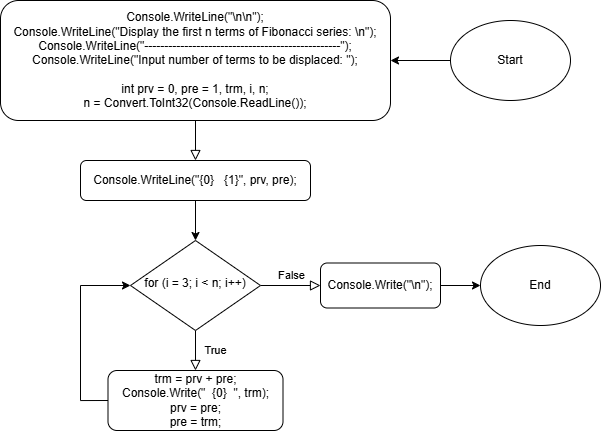 Start
Console.WriteLine("\n\n");
Console.WriteLine("Display the first n terms of Fibonacci series: \n");
Console.WriteLine("-------------------------------------------------");
Console.WriteLine("Input number of terms to be displaced: ");
int prv = 0, pre = 1, trm, i, n;
n = Convert.ToInt32(Console.ReadLine());
Console.WriteLine("{0}   {1}", prv, pre);
for (i = 3; i < n; i++)
False
Console.Write("\n");
End
True
trm = prv + pre;
Console.Write("  {0}  ", trm);
prv = pre;
pre = trm;